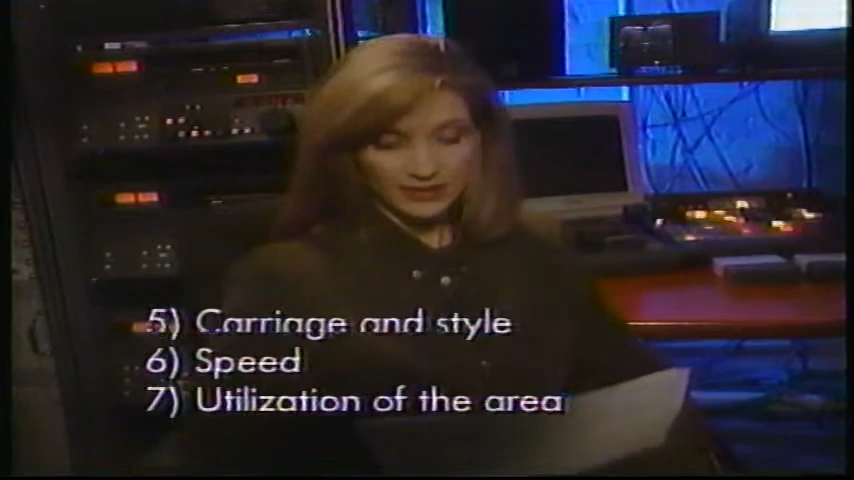 5) Carriage and style
6) Speed
7) Utilization of the area